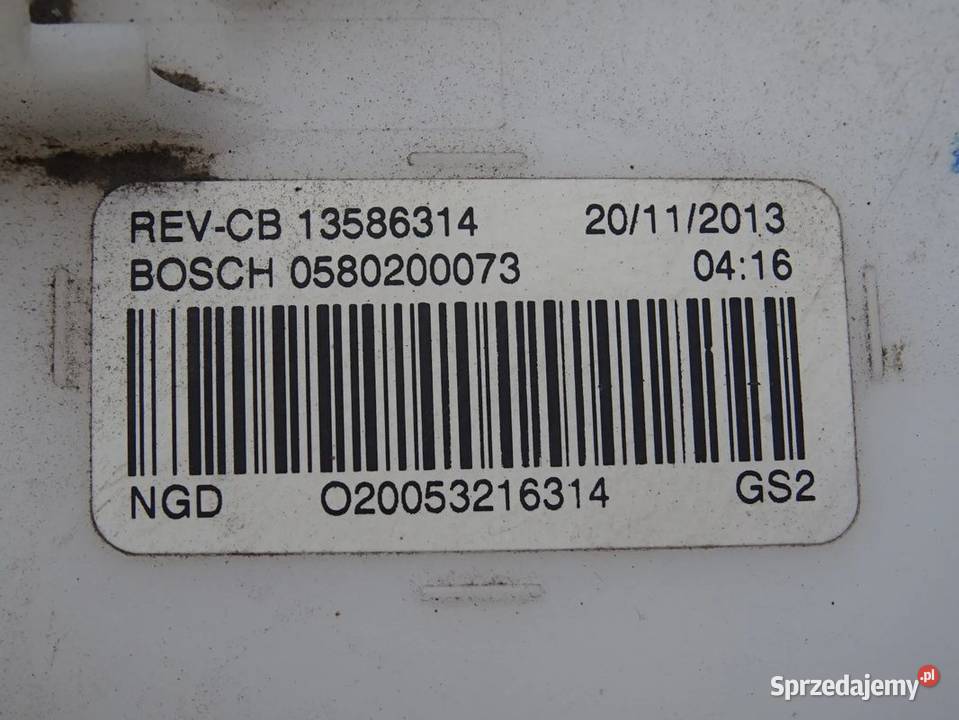 REV-CB 13586314 20/11/2013
BOSCH 0580200073 04:16
NGD O20053216314 GS2
Sprzedajemy.pl